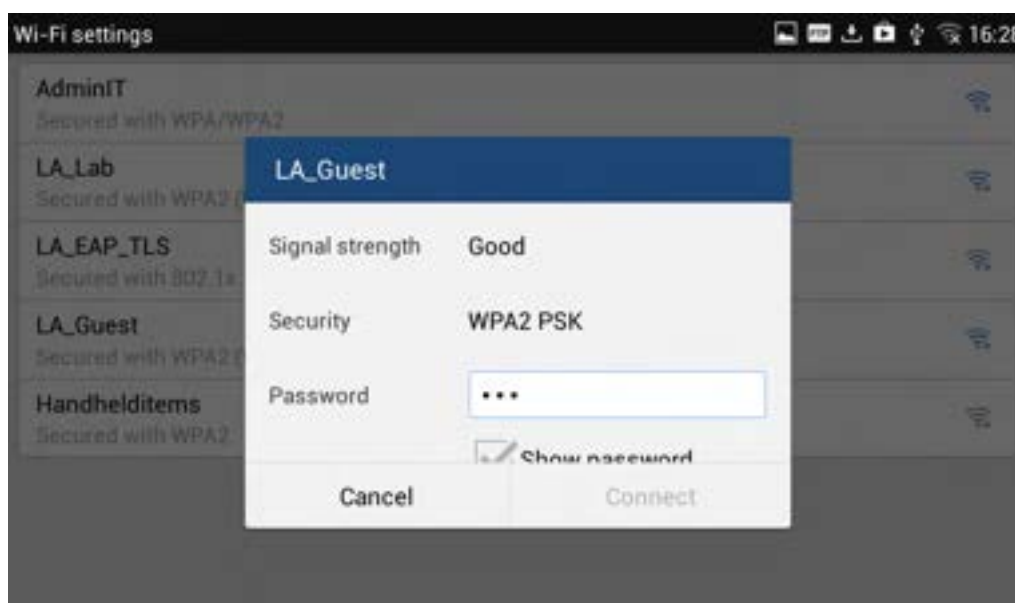 Wi-Fi settings
16:28
AdminIT
Secured with WPA/WPA2
LA_Lab
Secured with WPA2
LA_EAP_TLS
Secured with 802.1x
LA_Guest
Secured with WPA2
Handhelditems
Secured with WPA2
LA_Guest
Signal strength Good
Security WPA2 PSK
Password •••
Show password
Cancel Connect